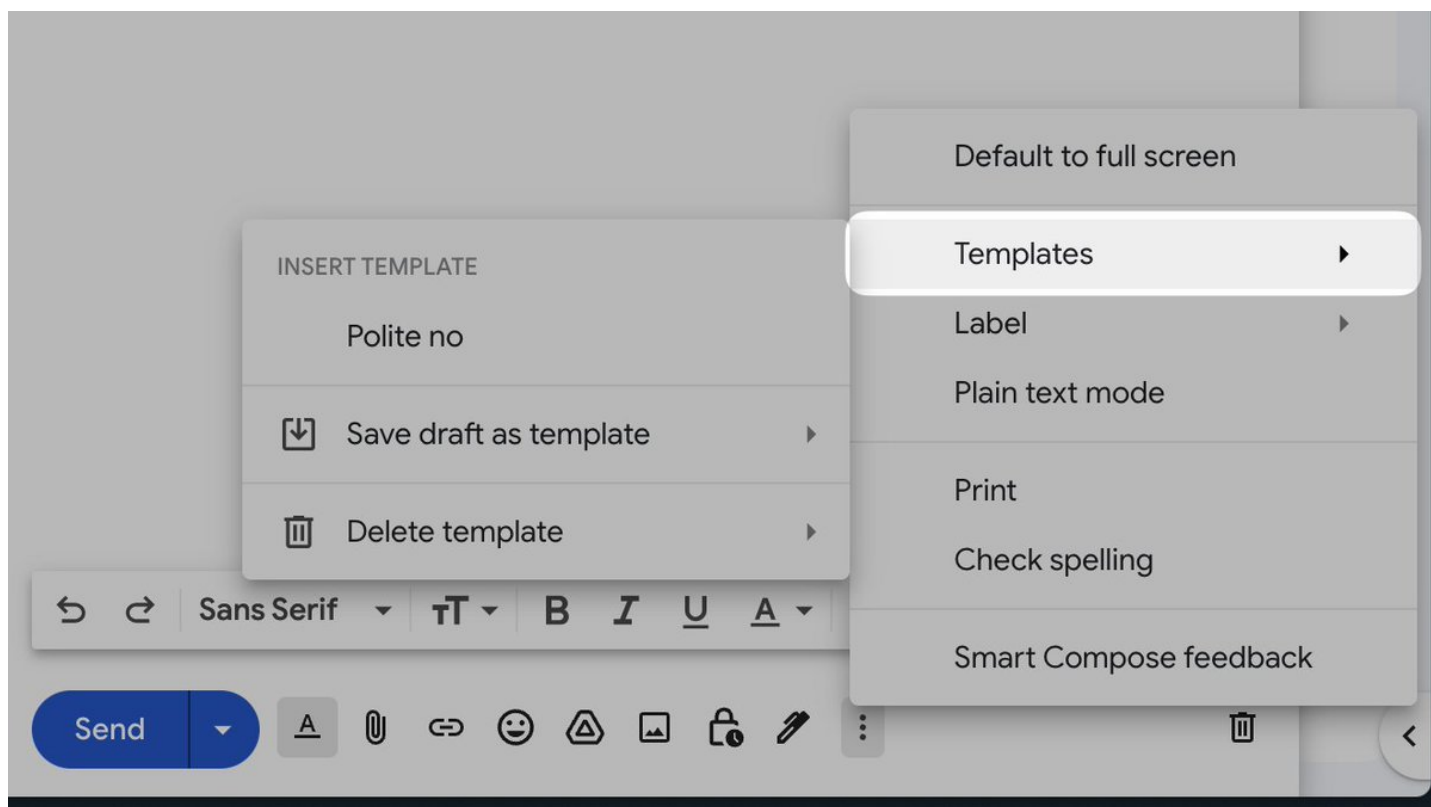 Default to full screen
Templates
Label
Plain text mode
Print
Check spelling
Smart Compose feedback
INSERT TEMPLATE
Polite no
Save draft as template
Delete template
Sans Serif
B I U A
Send
A